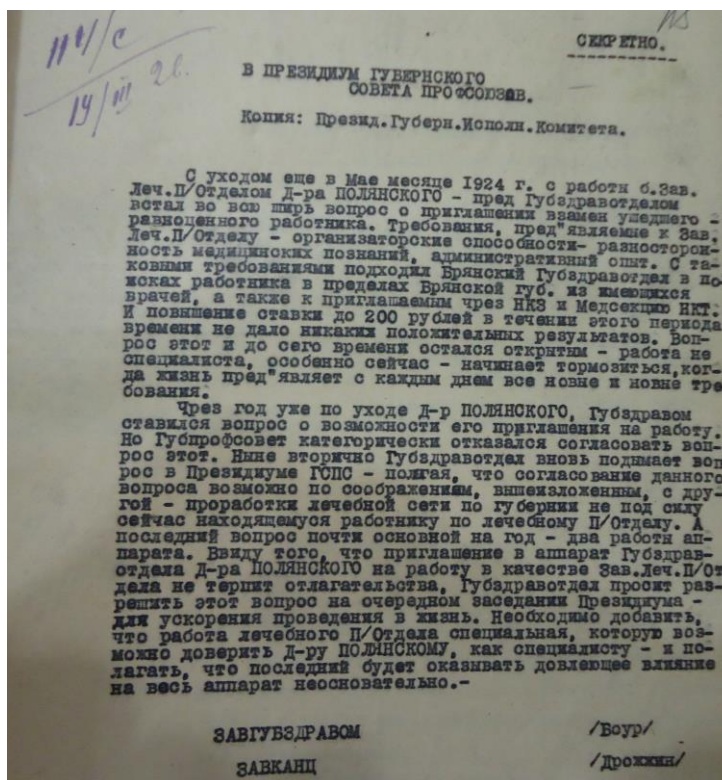 СЕКРЕТНО.
114/с
19/III 26.
В ПРЕЗИДИУМ ГУБЕРНСКОГО
СОВЕТА ПРОФСОЮЗАВ.
Копия: Презид.Губерн.Исполн.Комитета.
С уходом еще в Мае месяце 1924 г. с работы б.Зав.
Леч.П/Отделом Д-ра ПОЛЯНСКОГО - пред Губздравотделом
встал во всю ширь вопрос о приглашении взамен ушедшего -
равноценного работника. Требования, пред"являемые к Зав.
Леч.П/Отделу - организаторские способности- разносторон-
ность медицинских познаний, административный опыт. С та-
ковыми требованиями подходил Брянский Губздравотдел в по
исках работника в пределах Брянской губ. из имеющихся
врачей, а также к приглашаемым чрез НКЗ и Медсекцию НКТ.
И повышение ставки до 200 рублей в течении этого периода
времени не дало никаких положительных результатов. Воп-
рос этот и до сего времени остался открытым - работа не
специалиста, особенно сейчас - начинает тормозиться,ког-
да жизнь пред"являет с каждым днем все новые и новые тре
бования.
Чрез год уже по уходе Д-р ПОЛЯНСКОГО, Губздравом
ставился вопрос о возможности его приглашения на работу.
Но Губпрофсовет категорически отказался согласовать воп-
рос этот. Ныне вторично Губздравотдел вновь подымает воп
рос в Президиуме ГСПС - полагая, что согласование данного
вопроса возможно по соображениям, вышеизложенным, с дру-
гой - проработки лечебной сети по губернии не под силу
сейчас находящемуся работнику по лечебному П/Отделу. А
последний вопрос почти основной на год - два работы ап-
парата. Ввиду того, что приглашение в аппарат Губздрав-
отдела Д-ра ПОЛЯНСКОГО на работу в качестве Зав.Леч.П/От
дела не терпит отлагательства, Губздравотдел просит раз-
решить этот вопрос на очередном заседании Президиума -
для ускорения проведения в жизнь. Необходимо добавить,
что работа лечебного П/Отдела специальная, которую воз-
можно доверить Д-ру ПОЛЯНСКОМУ, как специалисту - и по-
лагать, что последний будет оказывать довлеющее влияние
на весь аппарат неосновательно.-
ЗАВГУБЗДРАВОМ /Боур/
ЗАВКАНЦ /Дрожжин/